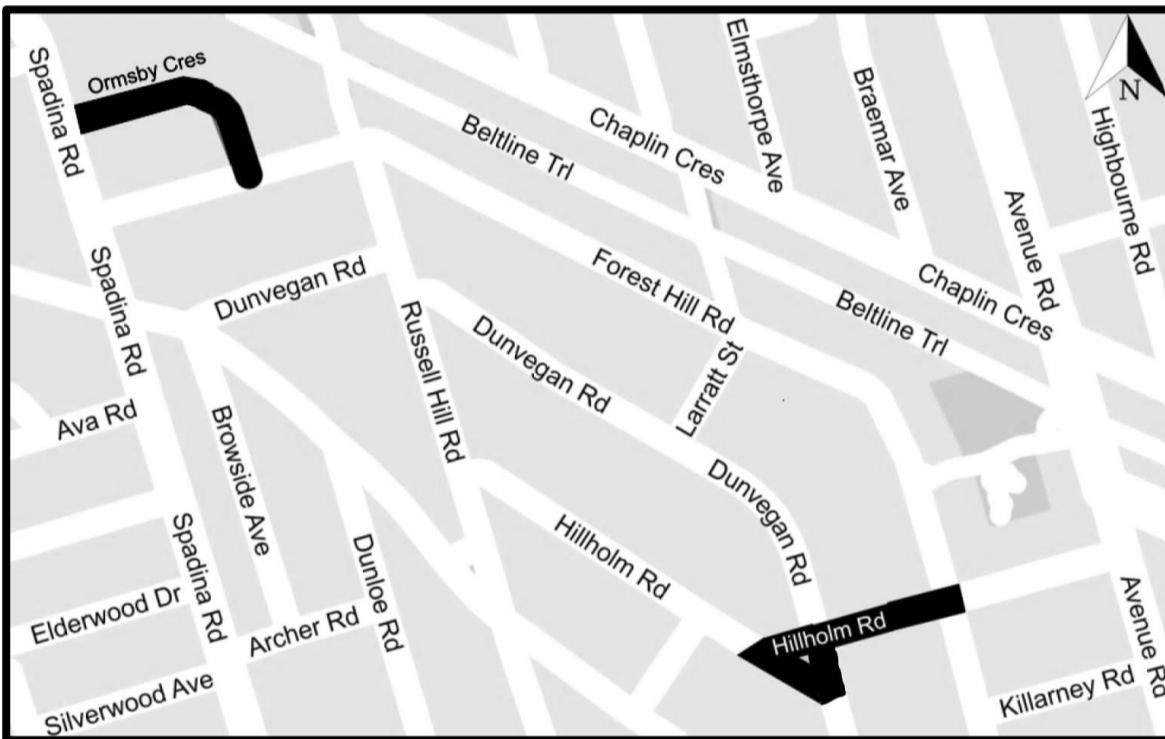 Spadina Rd
Ormsby Cres
Beltline Trl
Chaplin Cres
Elmsthorpe Ave
Braemar Ave
Avenue Rd
Highbourne Rd
N
Spadina Rd
Dunvegan Rd
Russell Hill Rd
Forest Hill Rd
Dunvegan Rd
Larratt St
Beltline Trl
Chaplin Cres
Ava Rd
Browside Ave
Spadina Rd
Dunloe Rd
Hillholm Rd
Dunvegan Rd
Elderwood Dr
Archer Rd
Silverwood Ave
Hillholm Rd
Avenue Rd
Killarney Rd